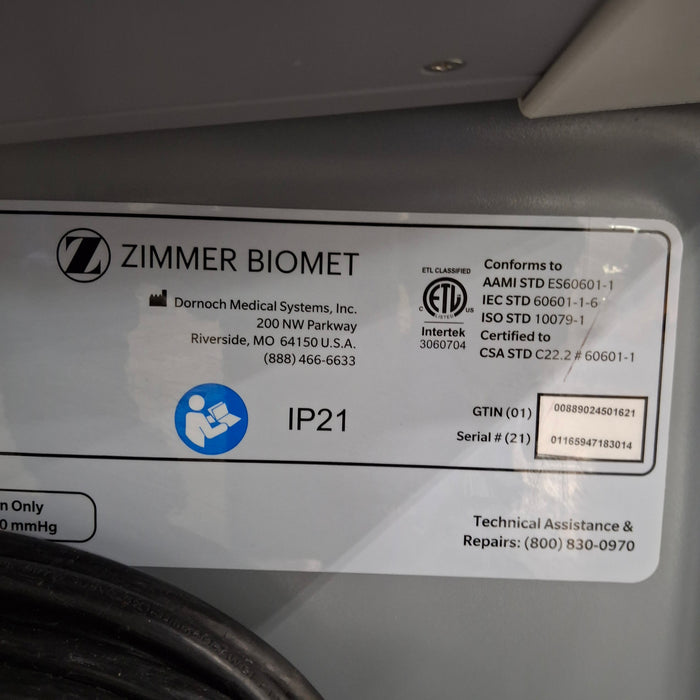 Z ZIMMER BIOMET
Dornoch Medical Systems, Inc.
200 NW Parkway
Riverside, MO 64150 U.S.A.
(888) 466-6633
ETL CLASSIFIED
C ETL US
LISTED
Intertek
3060704
Conforms to
AAMI STD ES60601-1
IEC STD 60601-1-6
ISO STD 10079-1
Certified to
CSA STD C22.2 # 60601-1
IP21
GTIN (01) 00889024501621
Serial # (21) 01165947183014
n Only
0 mmHg
Technical Assistance &
Repairs: (800) 830-0970